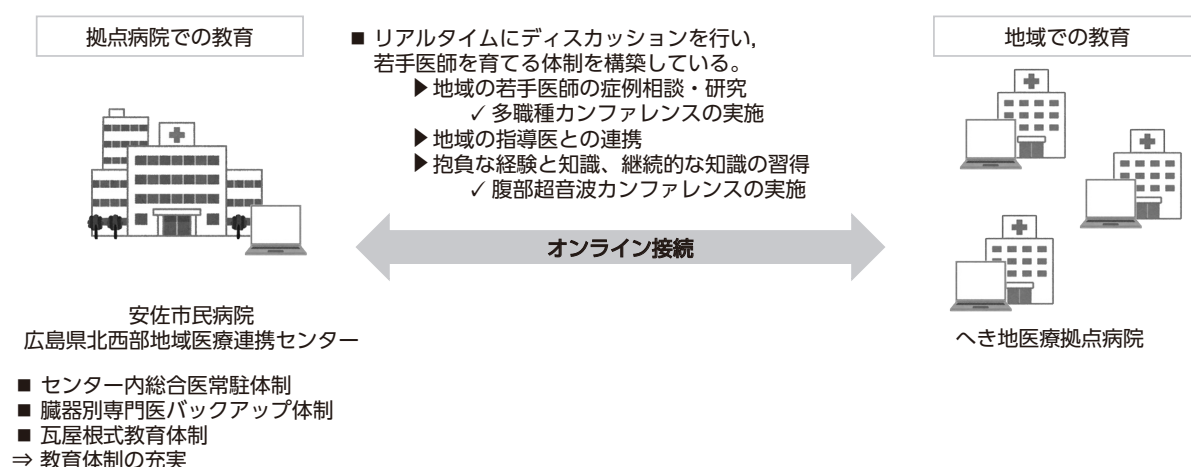 拠点病院での教育
■ リアルタイムにディスカッションを行い,
若手医師を育てる体制を構築している。
▶地域の若手医師の症例相談・研究
✓ 多職種カンファレンスの実施
▶地域の指導医との連携
▶抱負な経験と知識、継続的な知識の習得
✓ 腹部超音波カンファレンスの実施
オンライン接続
地域での教育
安佐市民病院
広島県北西部地域医療連携センター
へき地医療拠点病院
■ センター内総合医常駐体制
■ 臓器別専門医バックアップ体制
■ 瓦屋根式教育体制
⇒ 教育体制の充実